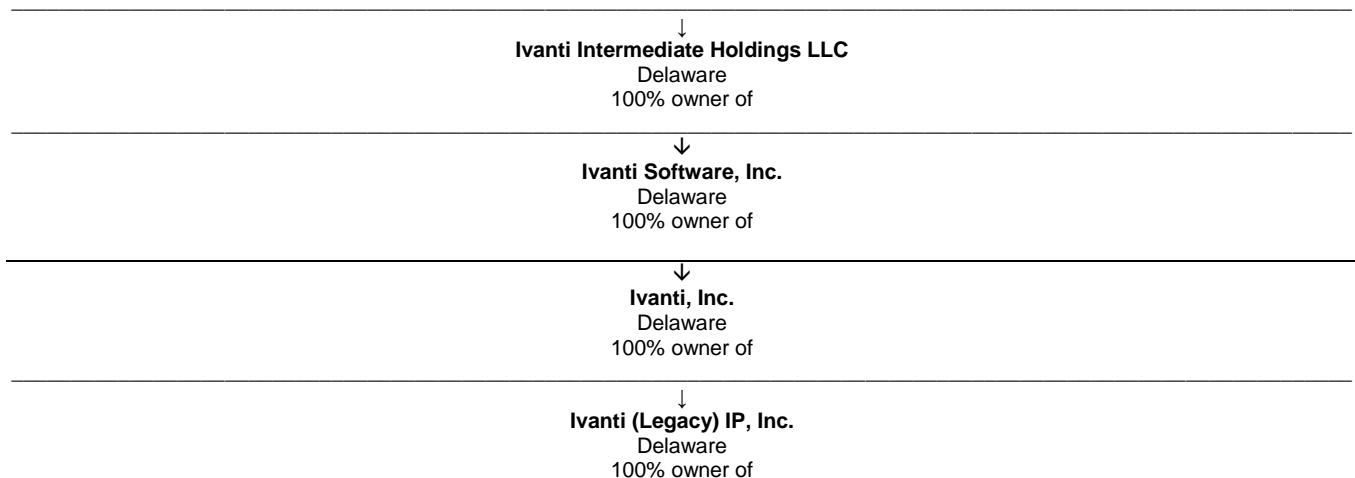 ↓
Ivanti Intermediate Holdings LLC
Delaware
100% owner of
↓
Ivanti Software, Inc.
Delaware
100% owner of
↓
Ivanti, Inc.
Delaware
100% owner of
↓
Ivanti (Legacy) IP, Inc.
Delaware
100% owner of